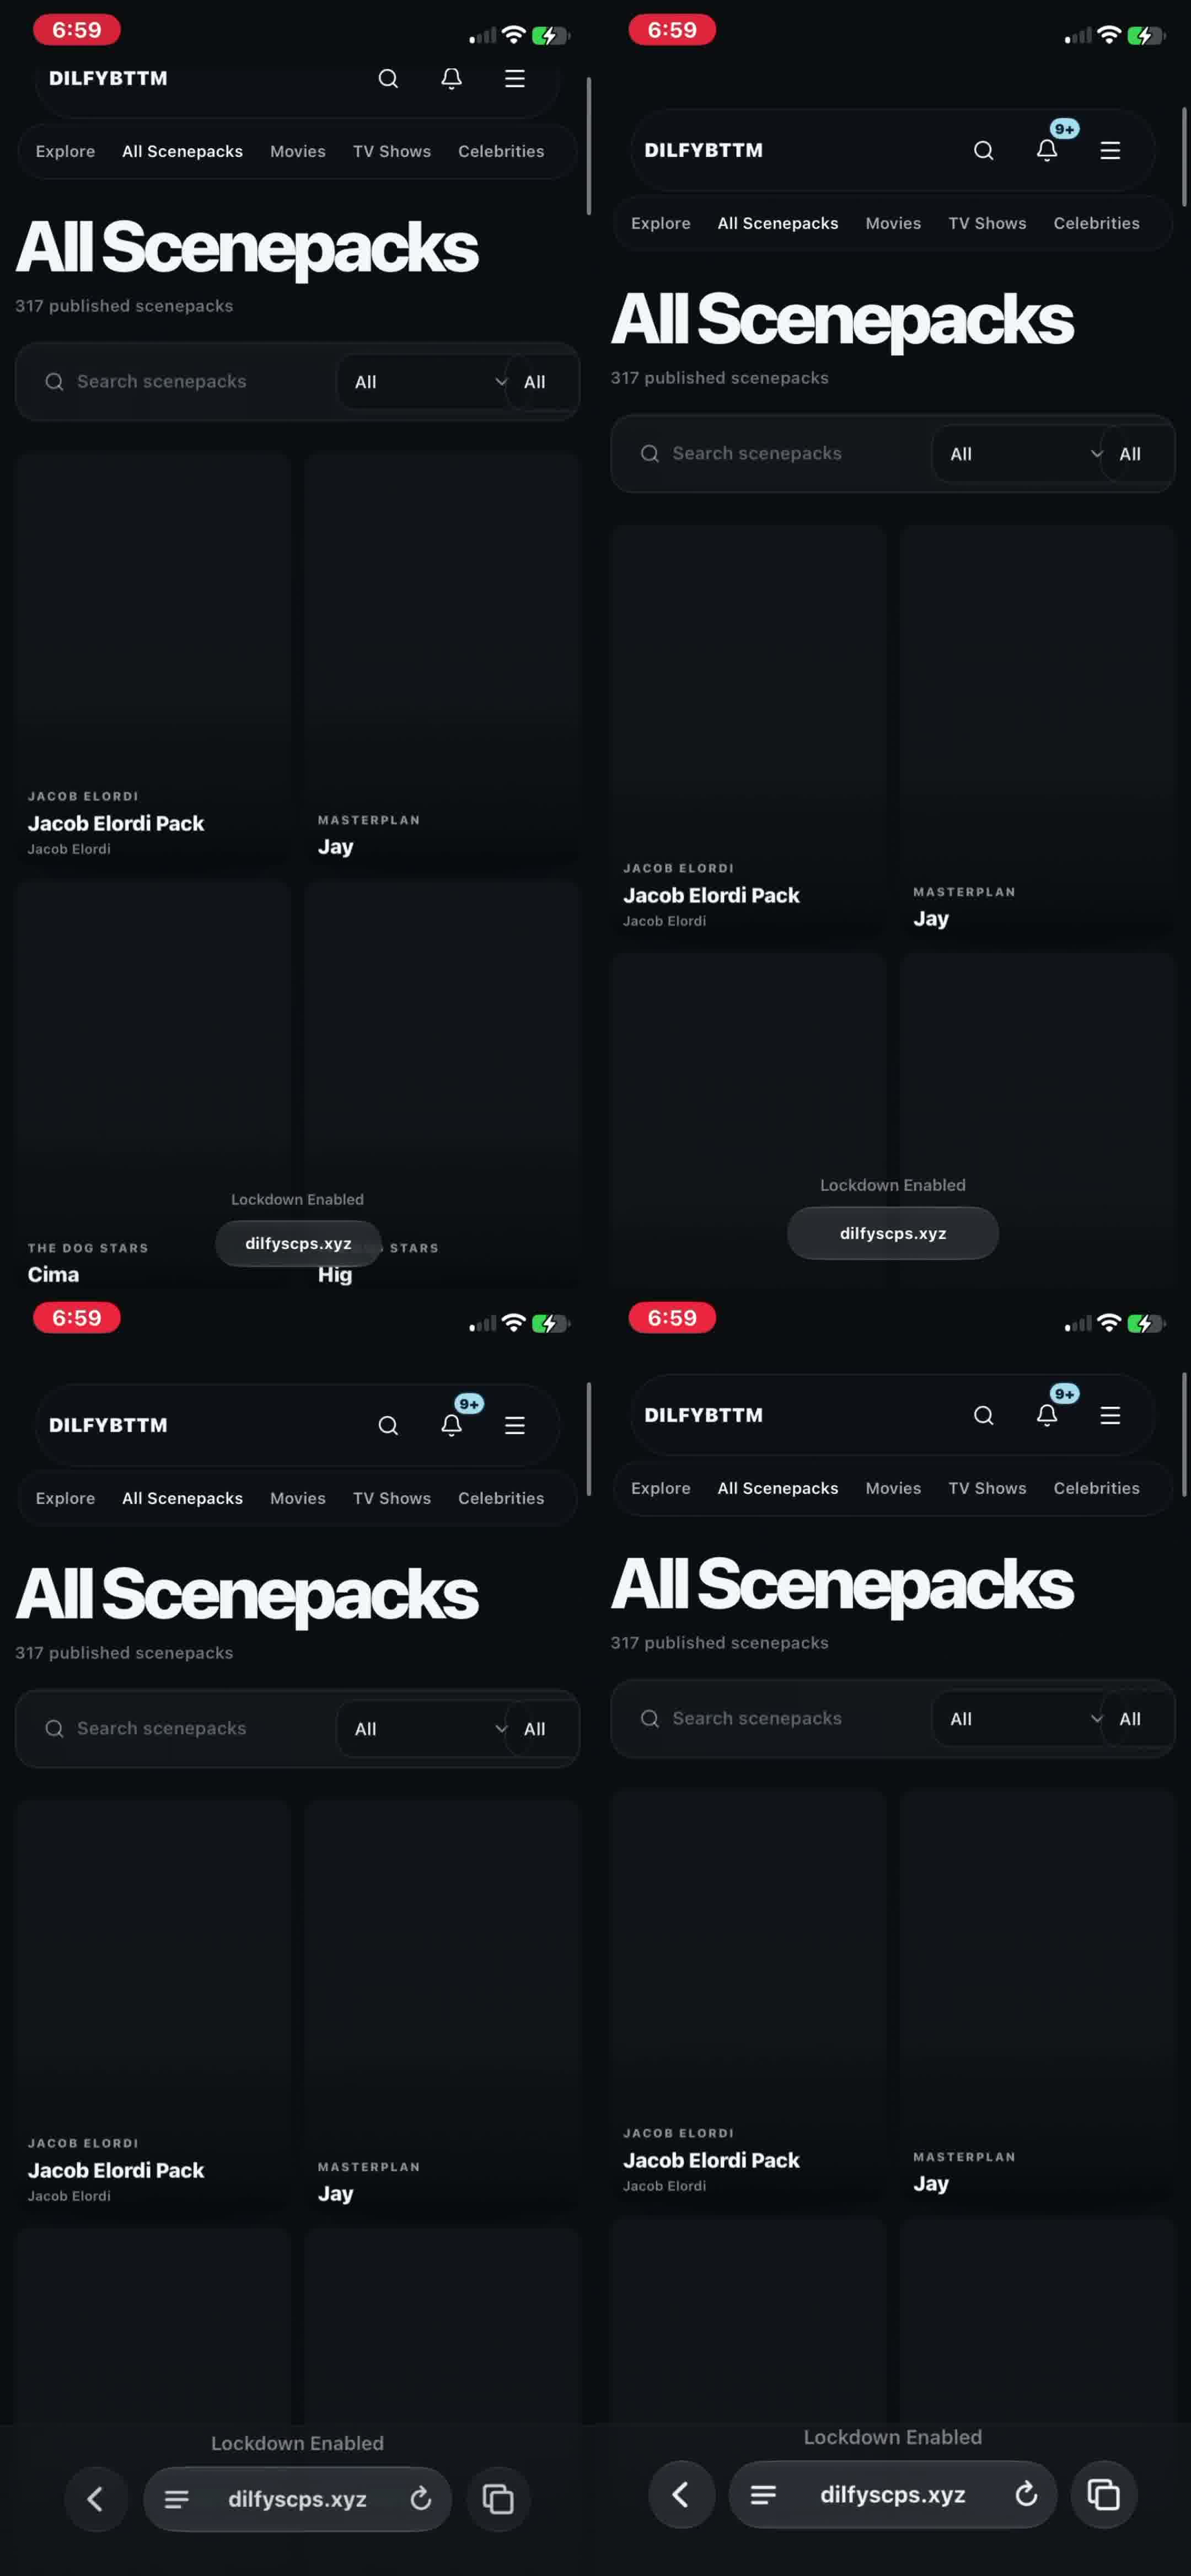 6:59
DILFYBTTM
Explore All Scenepacks Movies TV Shows Celebrities
All Scenepacks
317 published scenepacks
Search scenepacks All All
JACOB ELORDI
Jacob Elordi Pack
Jacob Elordi
MASTERPLAN
Jay
Lockdown Enabled
dilfyscps.xyz
THE DOG STARS
Cima
STARS
Hig
6:59
9+
DILFYBTTM
Explore All Scenepacks Movies TV Shows Celebrities
All Scenepacks
317 published scenepacks
Search scenepacks All All
JACOB ELORDI
Jacob Elordi Pack
Jacob Elordi
MASTERPLAN
Jay
Lockdown Enabled
dilfyscps.xyz
6:59
9+
DILFYBTTM
Explore All Scenepacks Movies TV Shows Celebrities
All Scenepacks
317 published scenepacks
Search scenepacks All All
JACOB ELORDI
Jacob Elordi Pack
Jacob Elordi
MASTERPLAN
Jay
Lockdown Enabled
dilfyscps.xyz
6:59
9+
DILFYBTTM
Explore All Scenepacks Movies TV Shows Celebrities
All Scenepacks
317 published scenepacks
Search scenepacks All All
JACOB ELORDI
Jacob Elordi Pack
Jacob Elordi
MASTERPLAN
Jay
Lockdown Enabled
dilfyscps.xyz